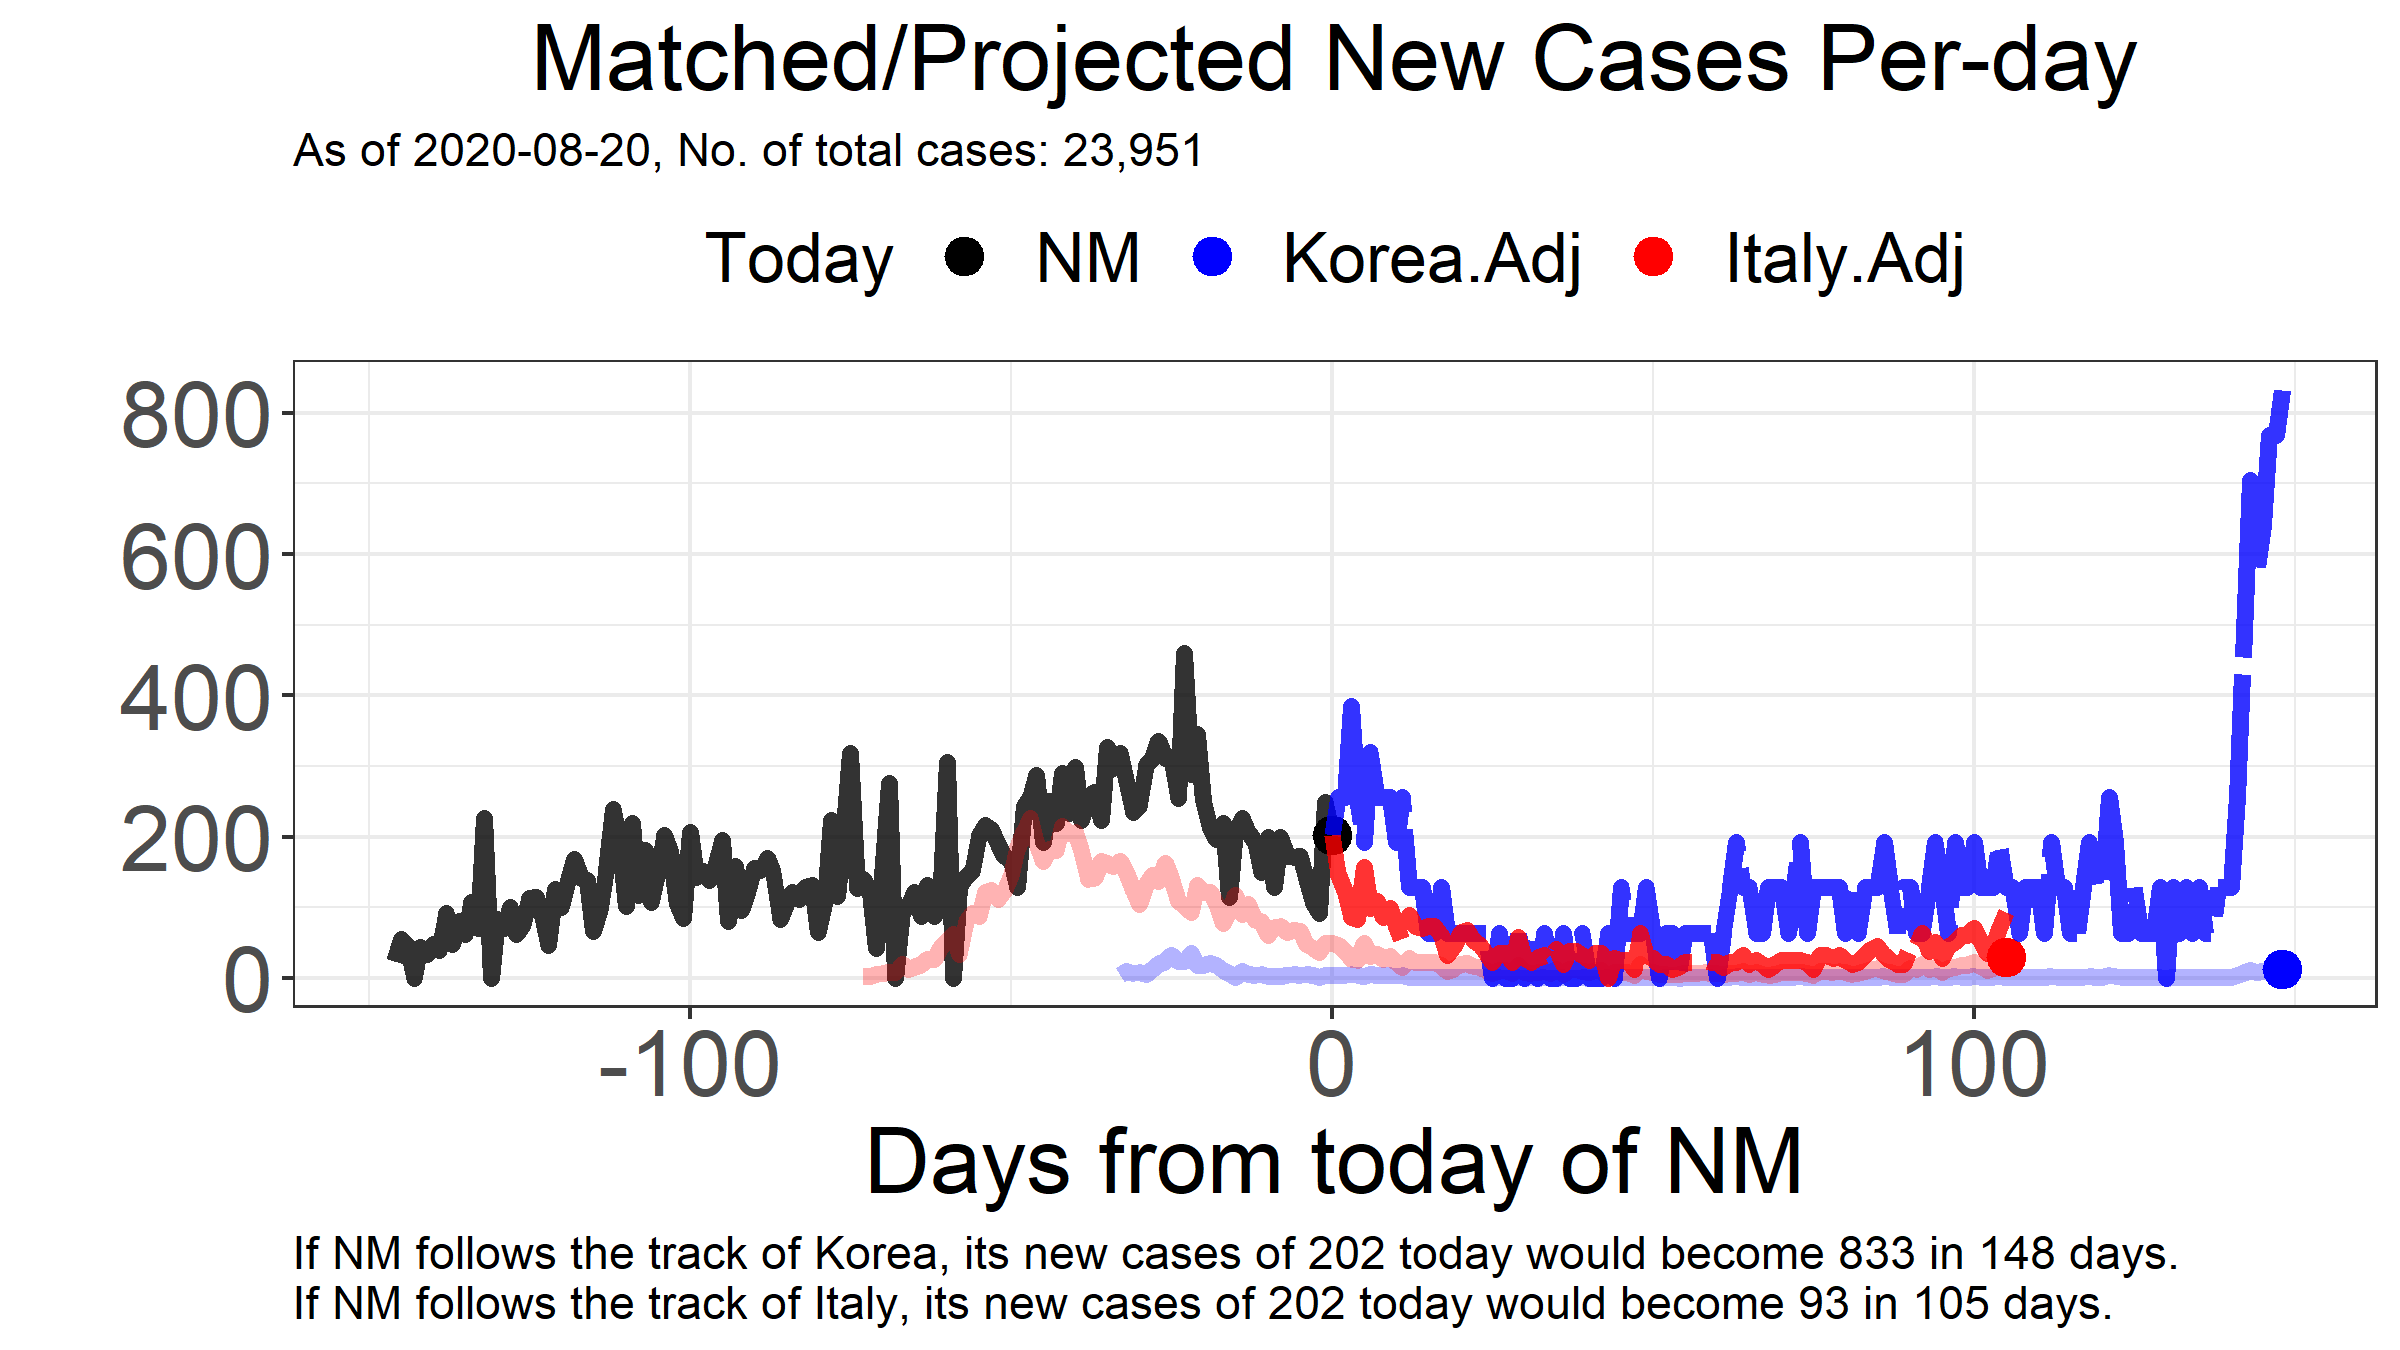 Matched/Projected New Cases Per-day
As of 2020-08-20, No. of total cases: 23,951
Today NM Korea.Adj Italy.Adj
800
600
400
200
0
-100 0 100
Days from today of NM
If NM follows the track of Korea, its new cases of 202 today would become 833 in 148 days.
If NM follows the track of Italy, its new cases of 202 today would become 93 in 105 days.